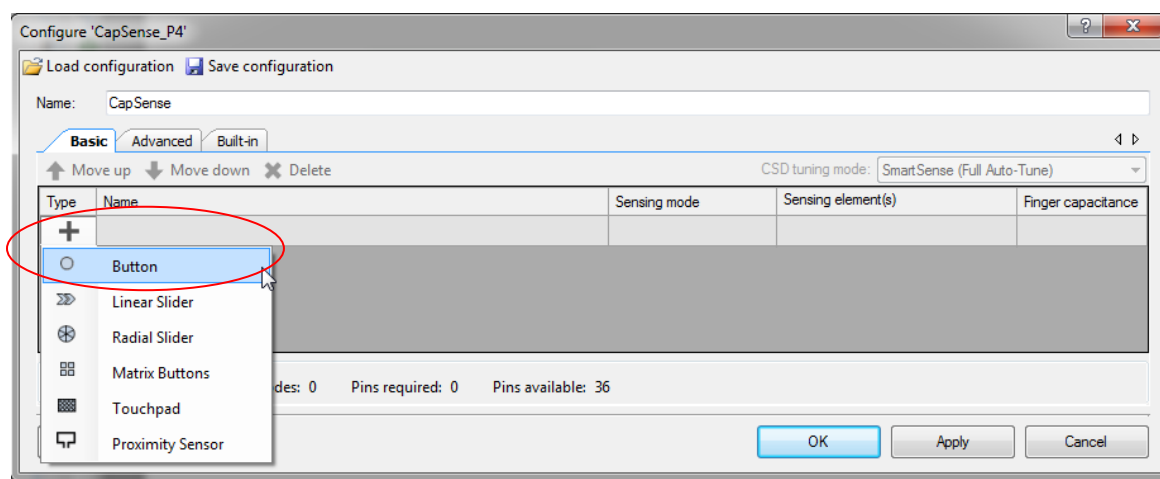 Configure 'CapSense_P4'
Load configuration Save configuration
Name: CapSense
Basic Advanced Built-in
Move up Move down Delete CSD tuning mode: SmartSense (Full Auto-Tune)
Type Name Sensing mode Sensing element(s) Finger capacitance
Button
Linear Slider
Radial Slider
Matrix Buttons
des: 0 Pins required: 0 Pins available: 36
Touchpad
Proximity Sensor
OK Apply Cancel